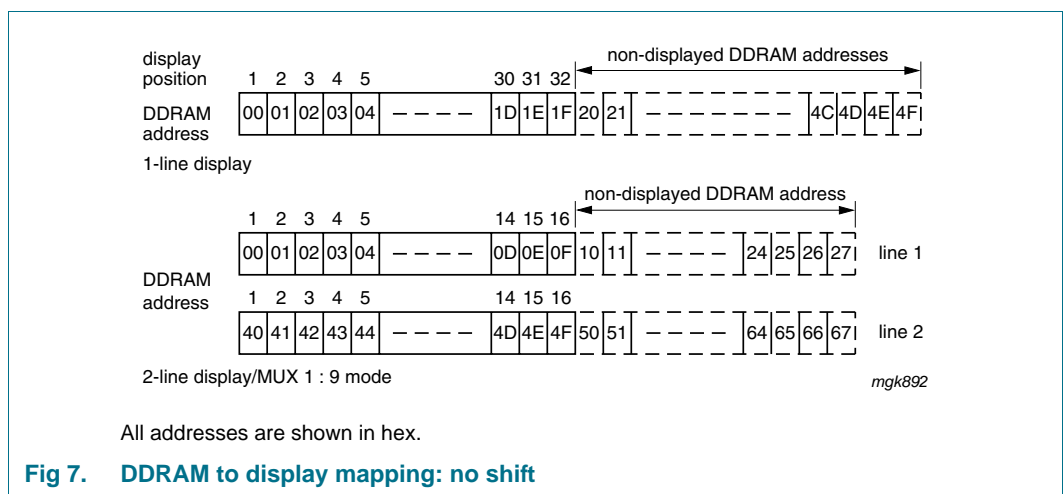 display position 1 2 3 4 5 30 31 32 non-displayed DDRAM addresses
DDRAM address 00 01 02 03 04 1D 1E 1F 20 21 4C 4D 4E 4F
1-line display
non-displayed DDRAM address
1 2 3 4 5 14 15 16
00 01 02 03 04 0D 0E 0F 10 11 24 25 26 27 line 1
DDRAM address
1 2 3 4 5 14 15 16
40 41 42 43 44 4D 4E 4F 50 51 64 65 66 67 line 2
2-line display/MUX 1 : 9 mode
mgk892
All addresses are shown in hex.
Fig 7. DDRAM to display mapping: no shift